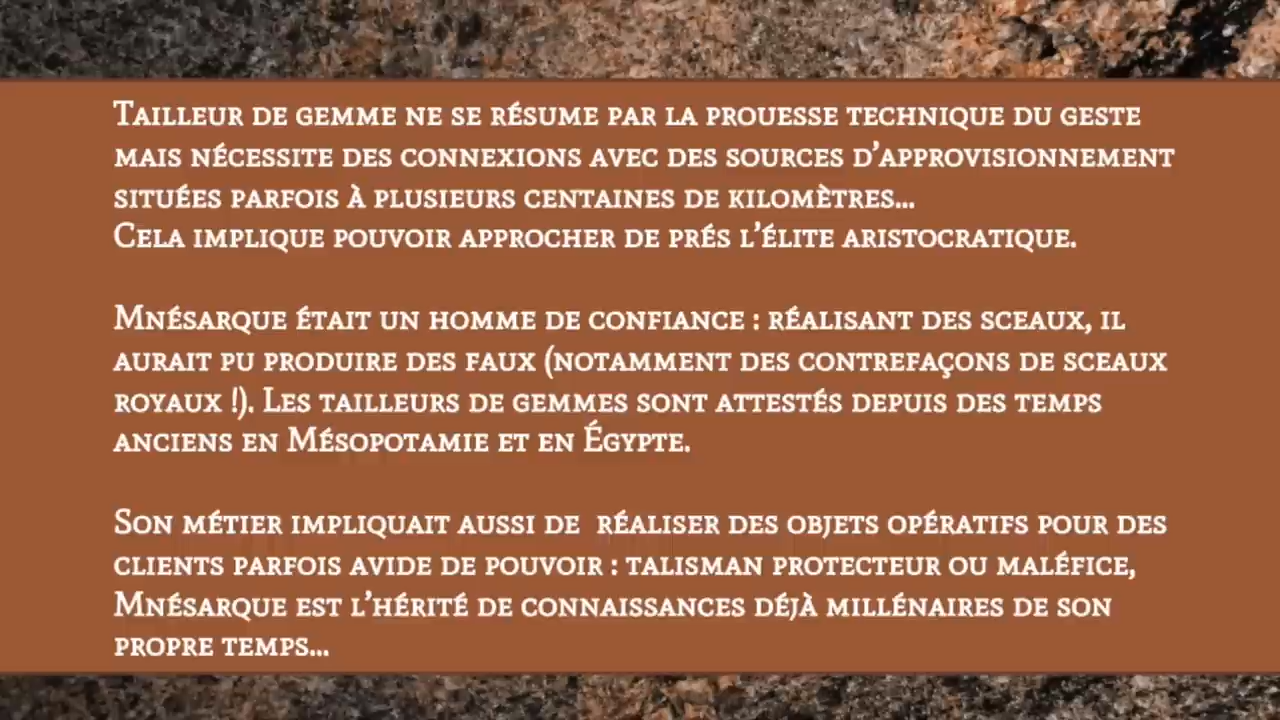 Tailleur de gemme ne se résume par la prouesse technique du geste
mais nécessite des connexions avec des sources d’approvisionnement
situées parfois à plusieurs centaines de kilomètres...
Cela implique pouvoir approcher de prés l’élite aristocratique.
Mnésarque était un homme de confiance : réalisant des sceaux, il
aurait pu produire des faux (notamment des contrefaçons de sceaux
royaux !). Les tailleurs de gemmes sont attestés depuis des temps
anciens en Mésopotamie et en Égypte.
Son métier impliquait aussi de réaliser des objets opératifs pour des
clients parfois avide de pouvoir : talisman protecteur ou maléfice,
Mnésarque est l’hérité de connaissances déjà millénaires de son
propre temps...